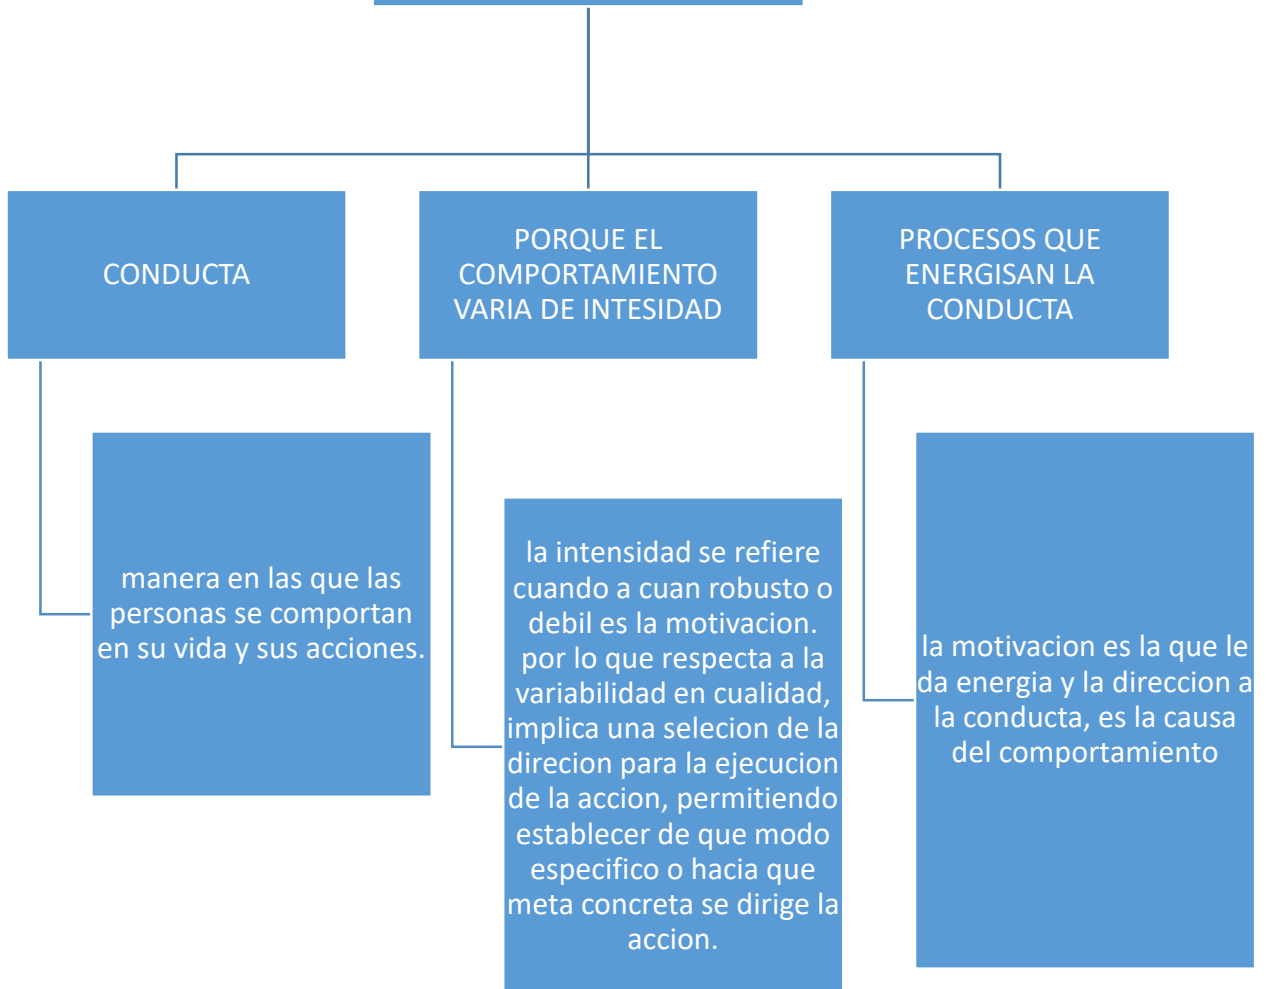 CONDUCTA
PORQUE EL
COMPORTAMIENTO
VARIA DE INTESIDAD
PROCESOS QUE
ENERGISAN LA
CONDUCTA
manera en las que las
personas se comportan
en su vida y sus acciones.
la intensidad se refiere
cuando a cuan robusto o
debil es la motivacion.
por lo que respecta a la
variabilidad en cualidad,
implica una selecion de la
direcion para la ejecucion
de la accion, permitiendo
establecer de que modo
especifico o hacia que
meta concreta se dirige la
accion.
la motivacion es la que le
da energia y la direccion a
la conducta, es la causa
del comportamiento